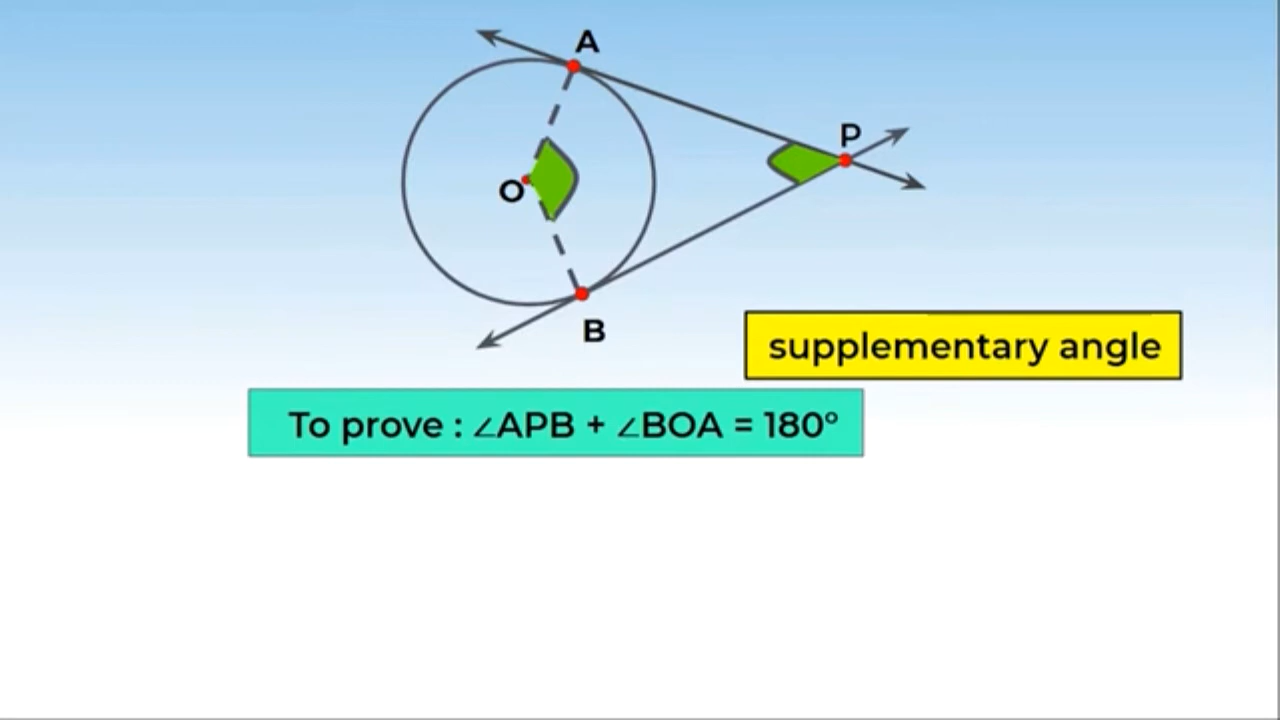 A
P
O
B
supplementary angle
To prove : ∠APB + ∠BOA = 180°